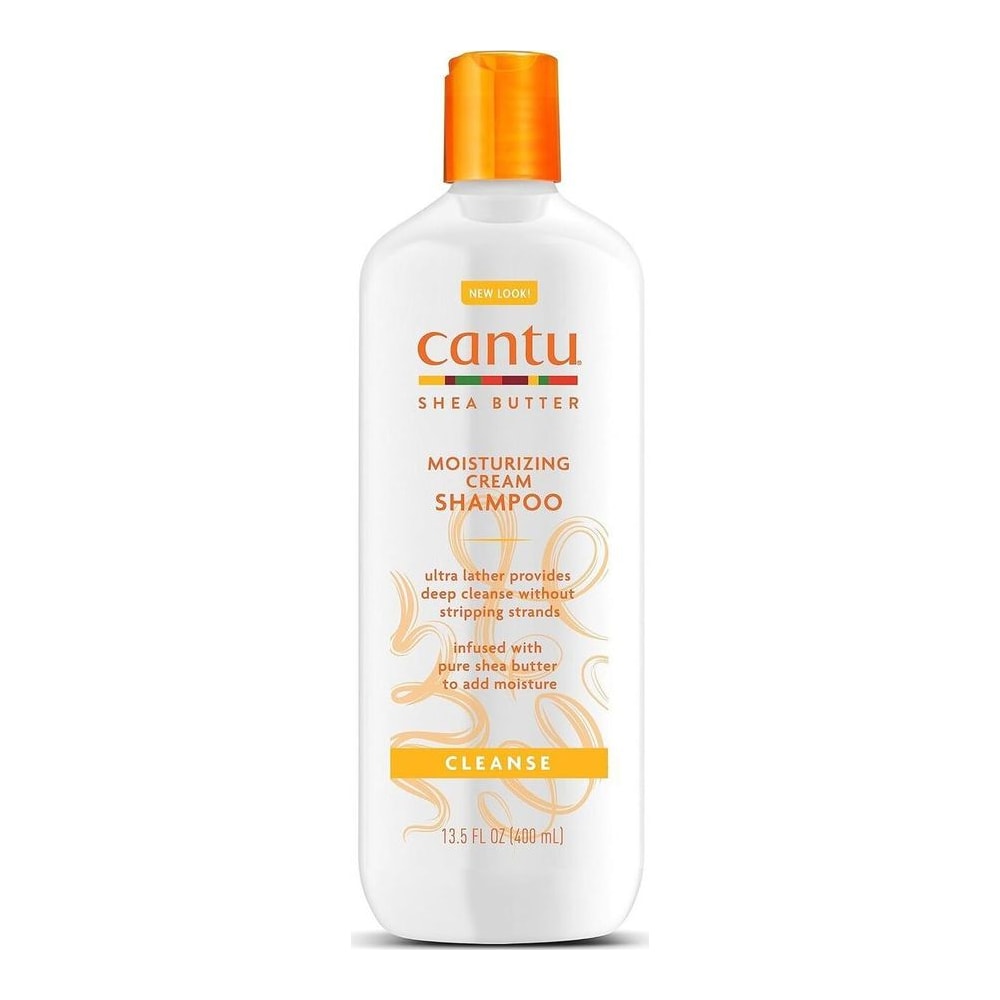 NEW LOOK!
cantu®
SHEA BUTTER
MOISTURIZING
CREAM
SHAMPOO
ultra lather provides
deep cleanse without
stripping strands
infused with
pure shea butter
to add moisture
CLEANSE
13.5 FL OZ (400 mL)